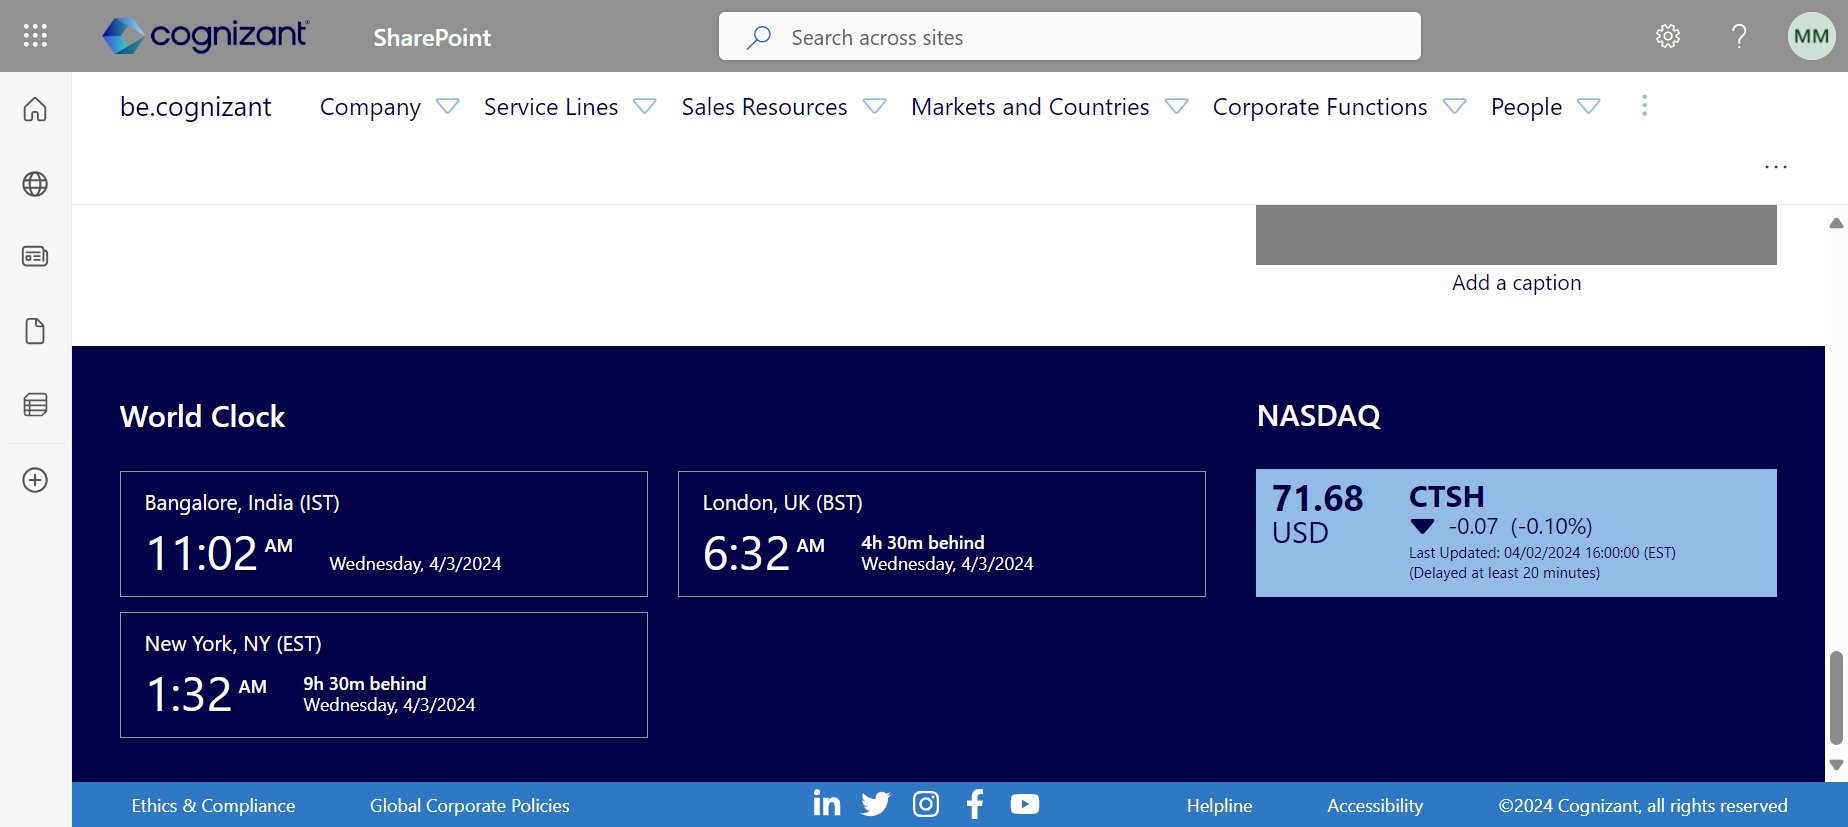 cognizant
SharePoint
Search across sites
MM
be.cognizant
Company
Service Lines
Sales Resources
Markets and Countries
Corporate Functions
People
Add a caption
World Clock
Bangalore, India (IST)
11:02 AM
Wednesday, 4/3/2024
London, UK (BST)
6:32 AM
4h 30m behind
Wednesday, 4/3/2024
New York, NY (EST)
1:32 AM
9h 30m behind
Wednesday, 4/3/2024
NASDAQ
71.68
USD
CTSH
-0.07 (-0.10%)
Last Updated: 04/02/2024 16:00:00 (EST)
(Delayed at least 20 minutes)
Ethics & Compliance
Global Corporate Policies
Helpline
Accessibility
©2024 Cognizant, all rights reserved